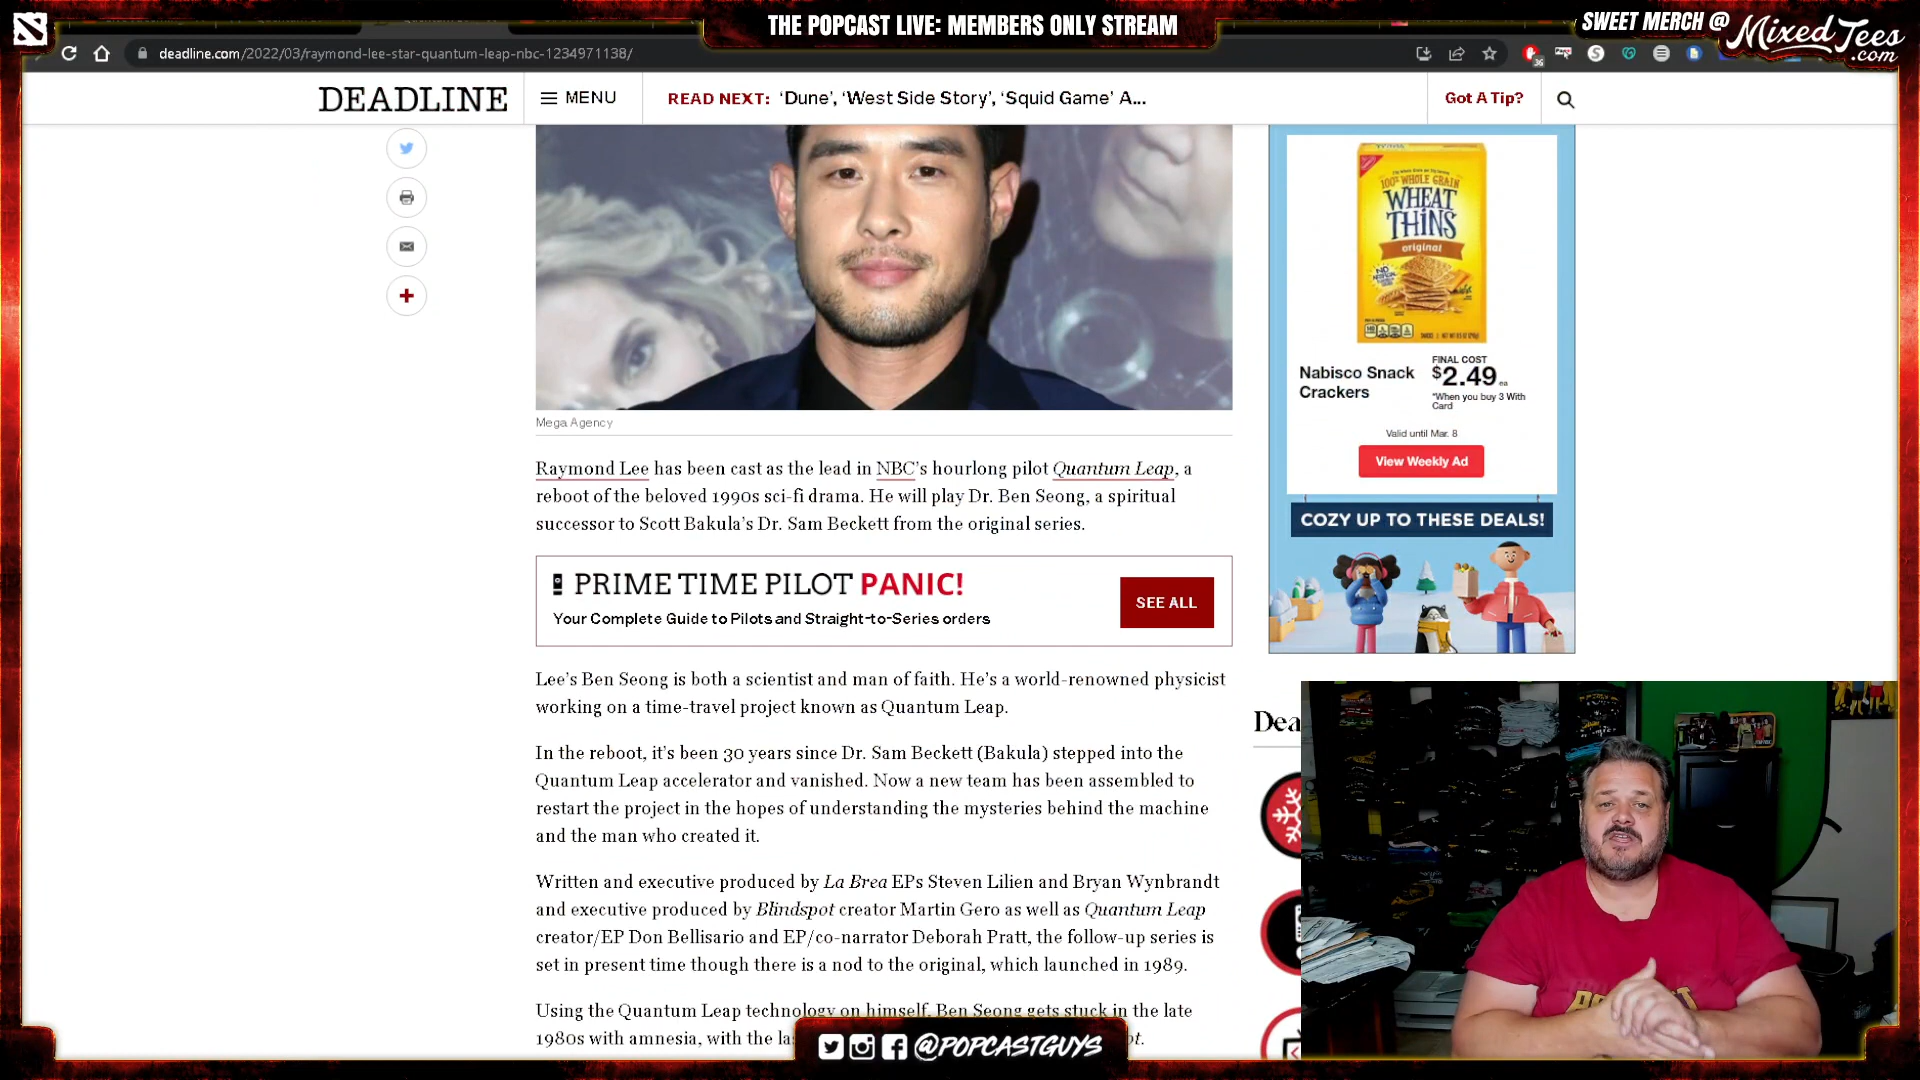 THE POPCAST LIVE: MEMBERS ONLY STREAM
SWEET MERCH @
MixedTees
.com
deadline.com/2022/03/raymond-lee-star-quantum-leap-nbc-1234971138/
36
DEADLINE
MENU
READ NEXT: ‘Dune’, ‘West Side Story’, ‘Squid Game’ A...
Got A Tip?
Mega Agency
Raymond Lee has been cast as the lead in NBC’s hourlong pilot Quantum Leap, a
reboot of the beloved 1990s sci-fi drama. He will play Dr. Ben Seong, a spiritual
successor to Scott Bakula’s Dr. Sam Beckett from the original series.
PRIME TIME PILOT PANIC!
Your Complete Guide to Pilots and Straight-to-Series orders
SEE ALL
Lee’s Ben Seong is both a scientist and man of faith. He’s a world-renowned physicist
working on a time-travel project known as Quantum Leap.
In the reboot, it’s been 30 years since Dr. Sam Beckett (Bakula) stepped into the
Quantum Leap accelerator and vanished. Now a new team has been assembled to
restart the project in the hopes of understanding the mysteries behind the machine
and the man who created it.
Written and executive produced by La Brea EPs Steven Lilien and Bryan Wynbrandt
and executive produced by Blindspot creator Martin Gero as well as Quantum Leap
creator/EP Don Bellisario and EP/co-narrator Deborah Pratt, the follow-up series is
set in present time though there is a nod to the original, which launched in 1989.
Using the Quantum Leap technology on himself, Ben Seong gets stuck in the late
1980s with amnesia, with the
@POPCASTGUYS
100% WHOLE GRAIN
WHEAT
THINS
original
Nabisco Snack
Crackers
FINAL COST
$2.49 ea
*When you buy 3 With
Card
Valid until Mar. 8
View Weekly Ad
COZY UP TO THESE DEALS!
Dea